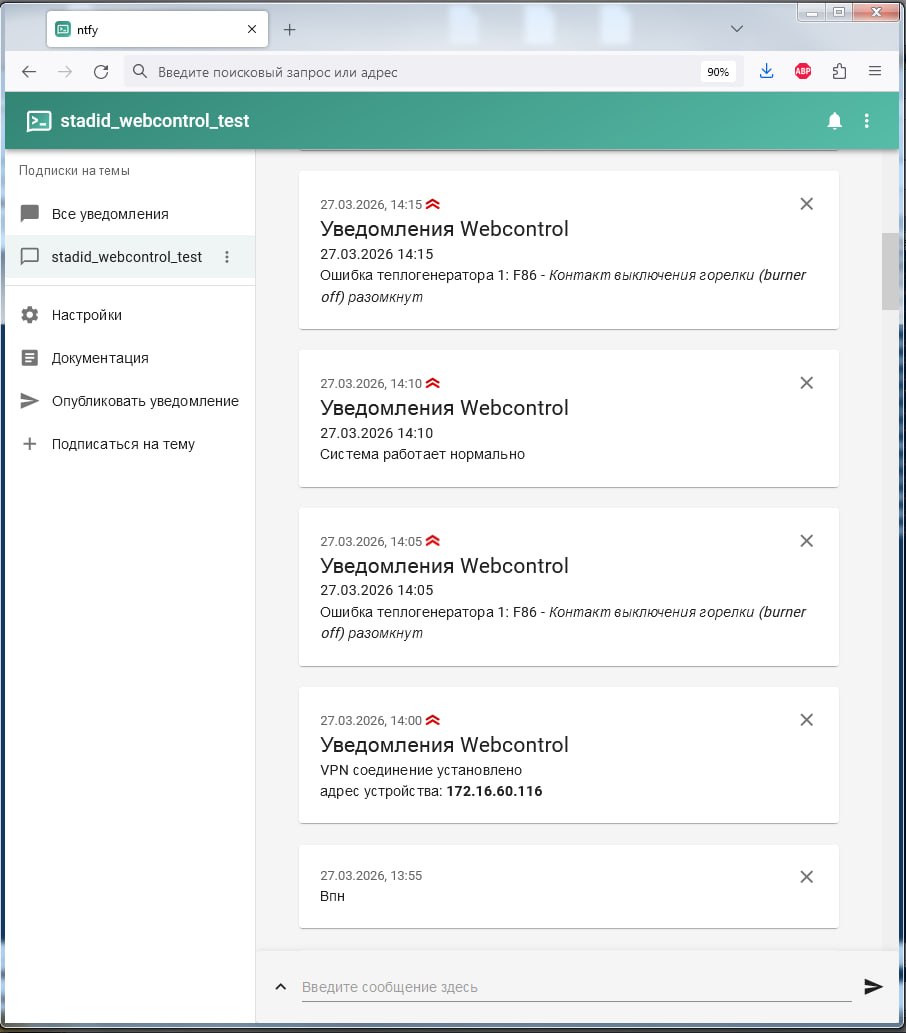 ntfy
Введите поисковый запрос или адрес
90%
ABP
stadid_webcontrol_test
Подписки на темы
Все уведомления
stadid_webcontrol_test
Настройки
Документация
Опубликовать уведомление
Подписаться на тему
27.03.2026, 14:15
Уведомления Webcontrol
27.03.2026 14:15
Ошибка теплогенератора 1: F86 - Контакт выключения горелки (burner
off) разомкнут
27.03.2026, 14:10
Уведомления Webcontrol
27.03.2026 14:10
Система работает нормально
27.03.2026, 14:05
Уведомления Webcontrol
27.03.2026 14:05
Ошибка теплогенератора 1: F86 - Контакт выключения горелки (burner
off) разомкнут
27.03.2026, 14:00
Уведомления Webcontrol
VPN соединение установлено
адрес устройства: 172.16.60.116
27.03.2026, 13:55
Впн
Введите сообщение здесь